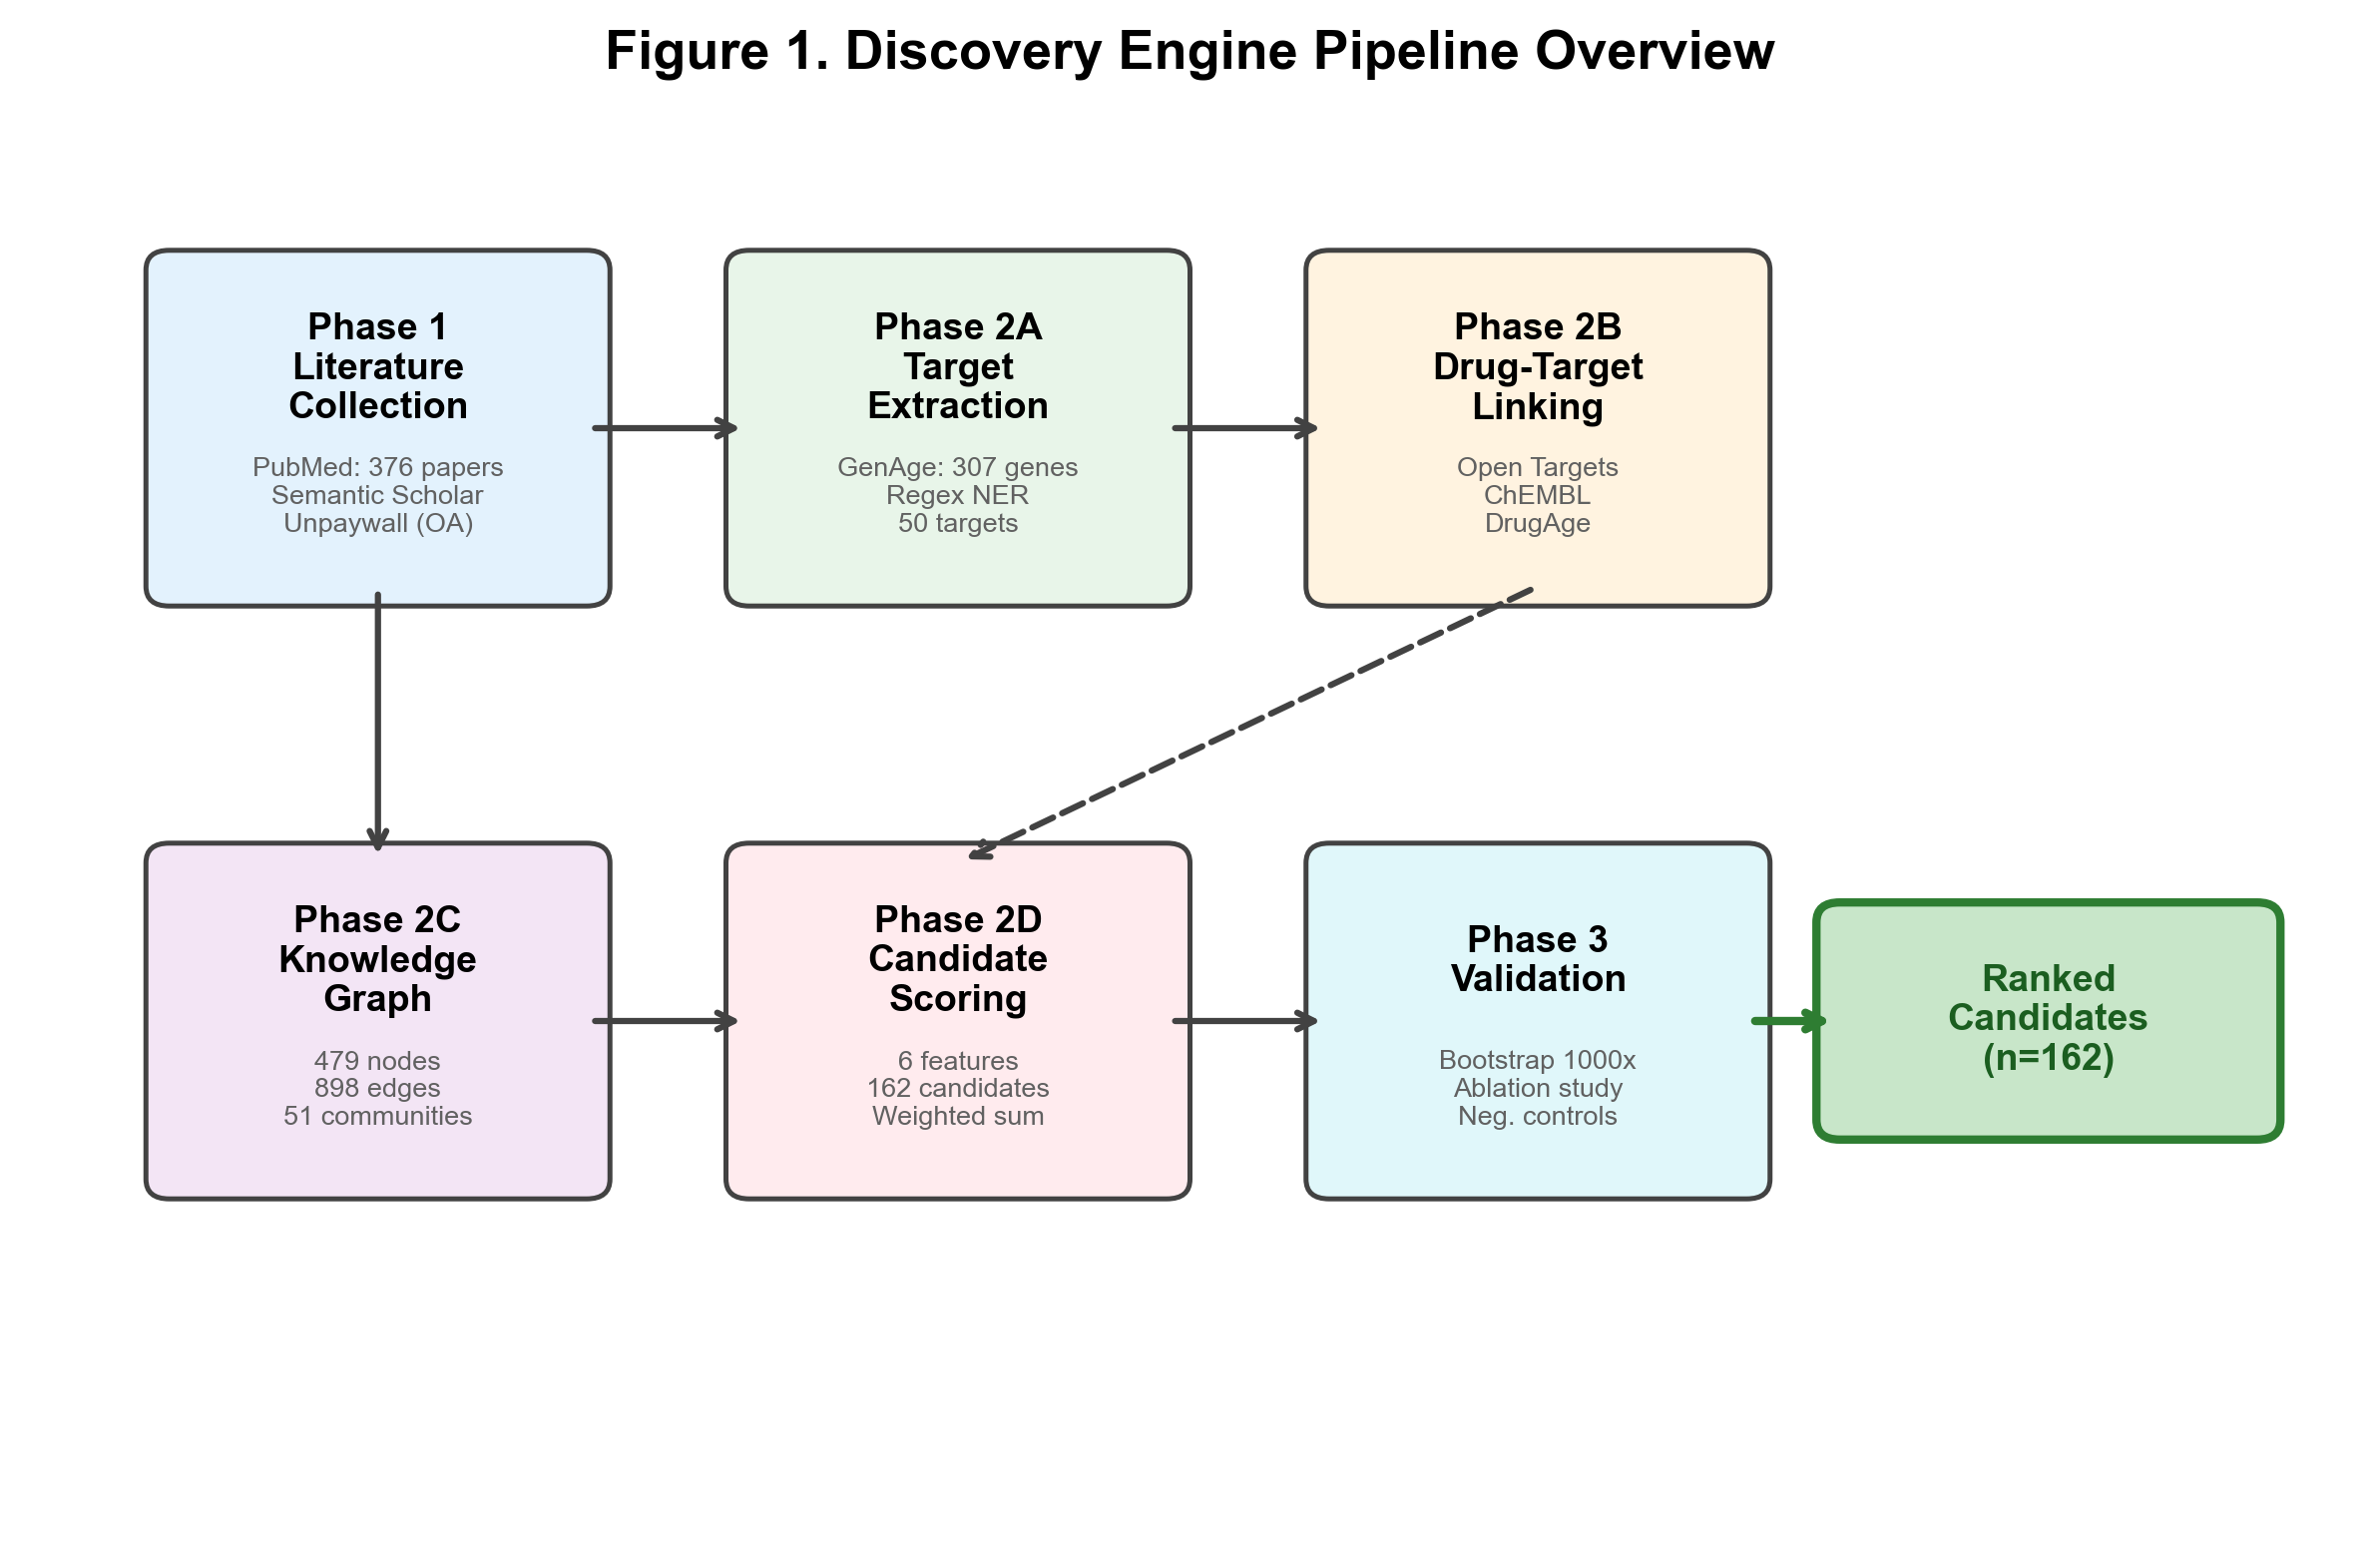 Figure 1. Discovery Engine Pipeline Overview
Phase 1
Literature
Collection
PubMed: 376 papers
Semantic Scholar
Unpaywall (OA)
Phase 2A
Target
Extraction
GenAge: 307 genes
Regex NER
50 targets
Phase 2B
Drug-Target
Linking
Open Targets
ChEMBL
DrugAge
Phase 2C
Knowledge
Graph
479 nodes
898 edges
51 communities
Phase 2D
Candidate
Scoring
6 features
162 candidates
Weighted sum
Phase 3
Validation
Bootstrap 1000x
Ablation study
Neg. controls
Ranked
Candidates
(n=162)